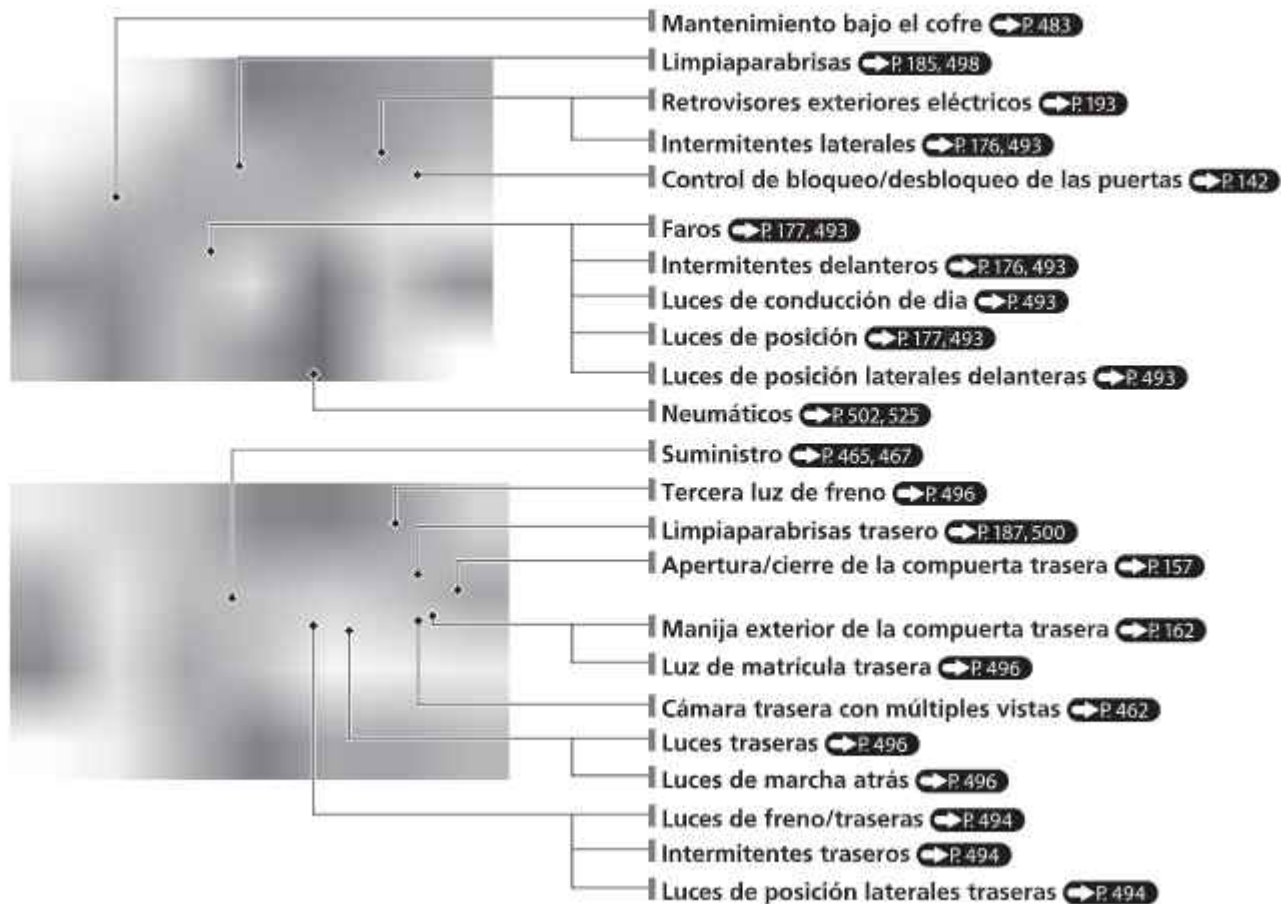 Mantenimiento bajo el cofre P. 483
Limpiaparabrisas P. 185, 498
Retrovisores exteriores eléctricos P. 193
Intermitentes laterales P. 176, 493
Control de bloqueo/desbloqueo de las puertas P. 142
Faros P. 177, 493
Intermitentes delanteros P. 176, 493
Luces de conducción de dia P. 493
Luces de posición P. 177, 493
Luces de posición laterales delanteras P. 493
Neumáticos P. 502, 525
Suministro P. 465, 467
Tercera luz de freno P. 496
Limpiaparabrisas trasero P. 187, 500
Apertura/cierre de la compuerta trasera P. 157
Manija exterior de la compuerta trasera P. 162
Luz de matrícula trasera P. 496
Cámara trasera con múltiples vistas P. 462
Luces traseras P. 496
Luces de marcha atrás P. 496
Luces de freno/traseras P. 494
Intermitentes traseros P. 494
Luces de posición laterales traseras P. 494